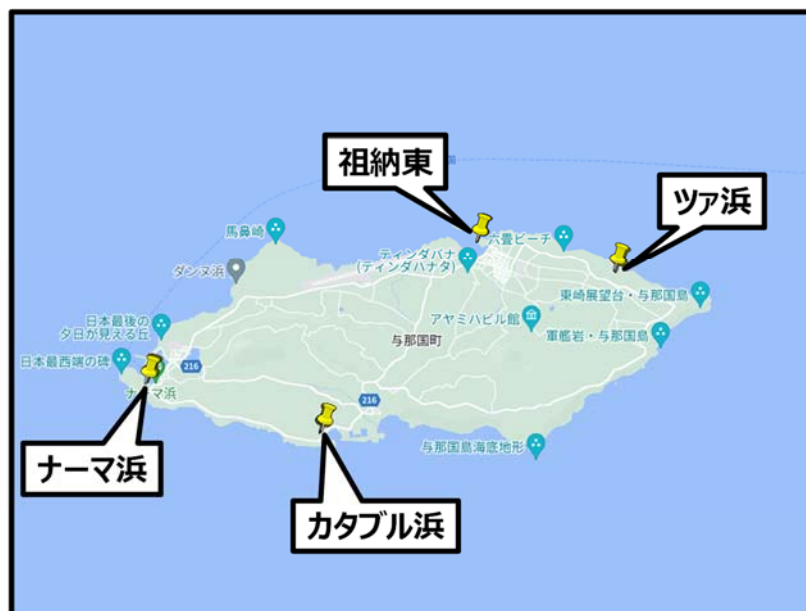 祖納東
ツァ浜
馬鼻崎
六畳ビーチ
ティンダバナ
(ティンダハナタ)
ダンヌ浜
東崎展望台・与那国島
日本最後の
夕日が見える丘
アヤミハビル館
与那国町
軍艦岩・与那国島
日本最西端の碑
216
216
ナーマ浜
カタブル浜
与那国島海底地形